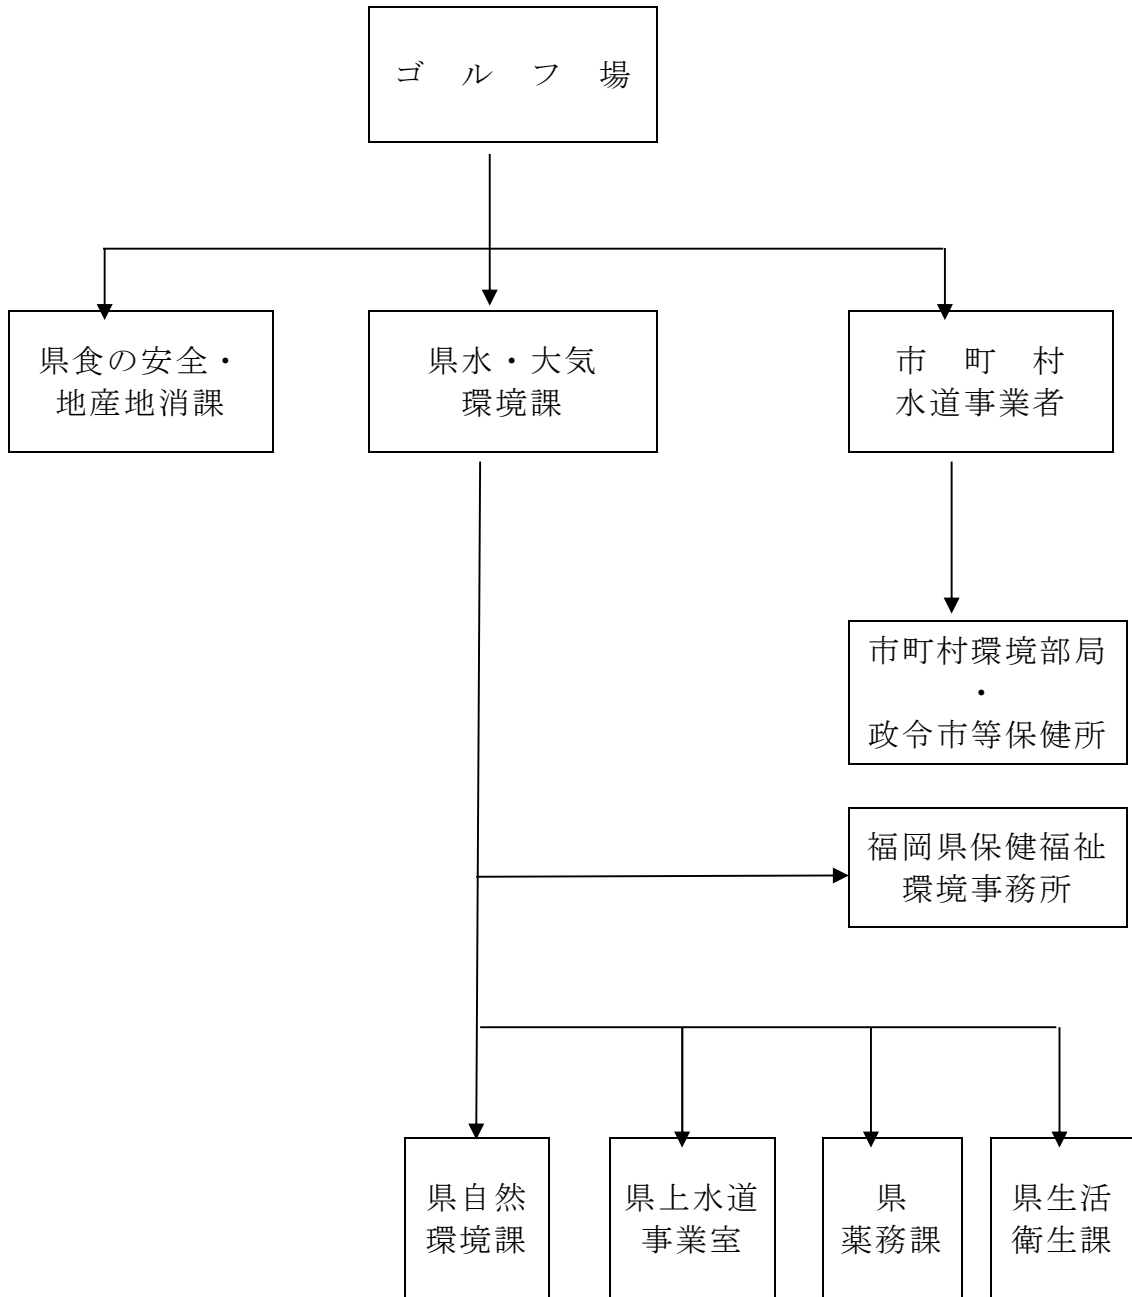 ゴ ル フ 場
県食の安全・
地産地消課
県水・大気
環境課
市 町 村
水道事業者
市町村環境部局
・
政令市等保健所
福岡県保健福祉
環境事務所
県自然
環境課
県上水道
事業室
県
薬務課
県生活
衛生課